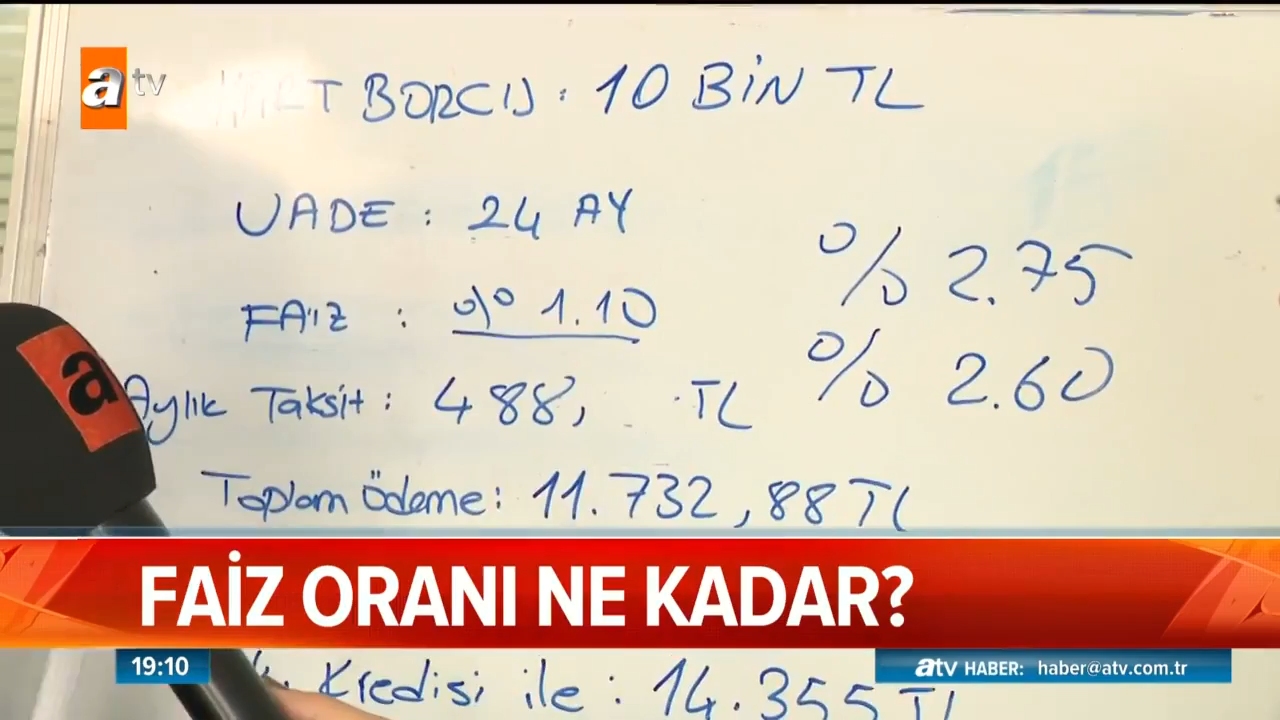 atv
BORCU : 10 BİN TL
VADE : 24 AY
% 2.75
FAİZ : % 1.10
% 2.60
a
Aylık Taksit : 488, TL
Toplam Ödeme : 11.732,88 TL
FAİZ ORANI NE KADAR?
19:10
atv HABER: haber@atv.com.tr
Kredisi ile : 14.355 TL